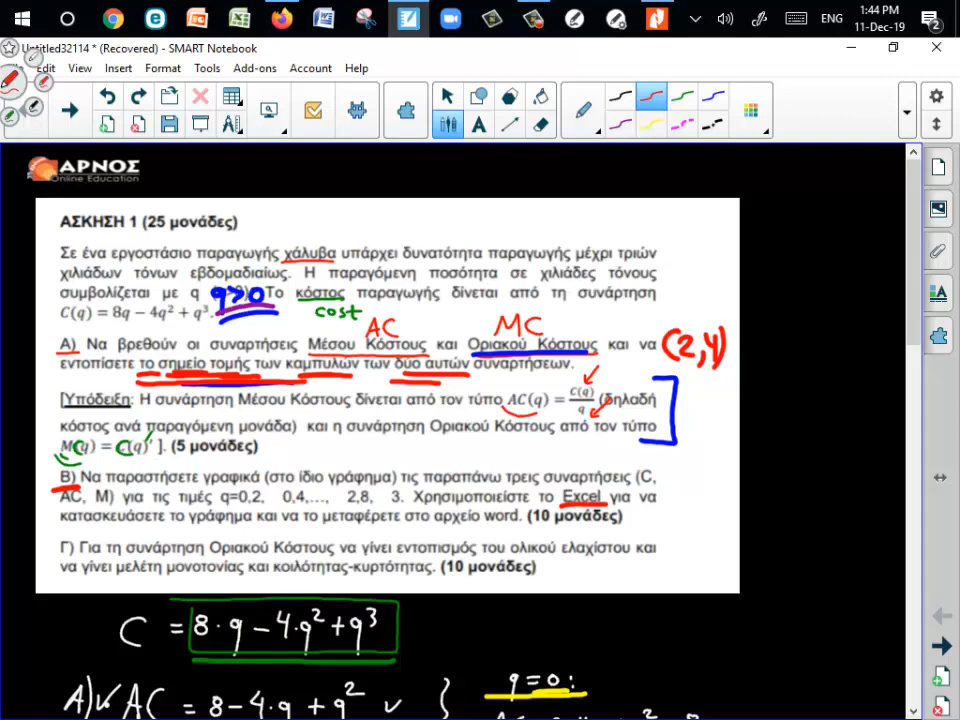 1:44 PM
ENG
11-Dec-19
2
Untitled32114 * (Recovered) - SMART Notebook
Edit View Insert Format Tools Add-ons Account Help
ΑΡΝΟΣ
Online Education
ΑΣΚΗΣΗ 1 (25 μονάδες)
Σε ένα εργοστάσιο παραγωγής χάλυβα υπάρχει δυνατότητα παραγωγής μέχρι τριών
χιλιάδων τόνων εβδομαδιαίως. Η παραγόμενη ποσότητα σε χιλιάδες τόνους
συμβολίζεται με q q>0 Το κόστος παραγωγής δίνεται από τη συνάρτηση
C(q) = 8q − 4q² + q³.
cost
AC
MC
Α) Να βρεθούν οι συναρτήσεις Μέσου Κόστους και Οριακού Κόστους και να
(2,4)
εντοπίσετε το σημείο τομής των καμπυλών των δύο αυτών συναρτήσεων.
[Υπόδειξη: Η συνάρτηση Μέσου Κόστους δίνεται από τον τύπο AC(q) = C(q)/q (δηλαδή
κόστος ανά παραγόμενη μονάδα) και η συνάρτηση Οριακού Κόστους από τον τύπο
MC(q) = C(q)′ ]. (5 μονάδες)
Β) Να παραστήσετε γραφικά (στο ίδιο γράφημα) τις παραπάνω τρεις συναρτήσεις (C,
AC, M) για τις τιμές q=0,2, 0,4,…, 2,8, 3. Χρησιμοποιείστε το Excel για να
κατασκευάσετε το γράφημα και να το μεταφέρετε στο αρχείο word. (10 μονάδες)
Γ) Για τη συνάρτηση Οριακού Κόστους να γίνει εντοπισμός του ολικού ελαχίστου και
να γίνει μελέτη μονοτονίας και κοιλότητας-κυρτότητας. (10 μονάδες)
C = 8·q − 4·q² + q³
A) AC = 8 − 4·q + q²
q = 0 :